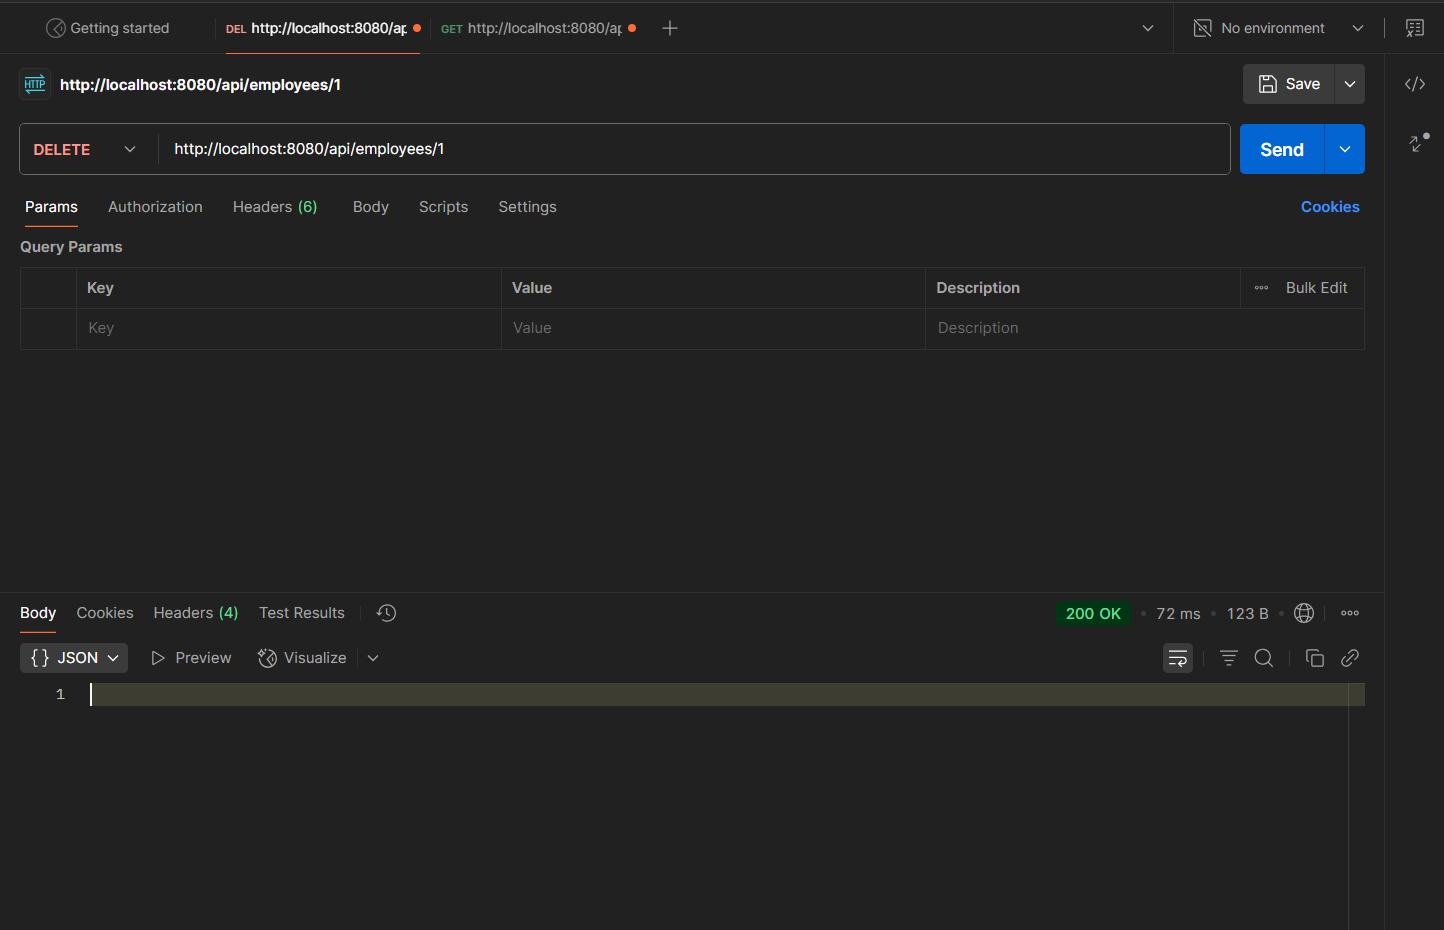 Getting started DEL http://localhost:8080/ap GET http://localhost:8080/ap No environment
HTTP http://localhost:8080/api/employees/1 Save
DELETE http://localhost:8080/api/employees/1 Send
Params Authorization Headers (6) Body Scripts Settings Cookies
Query Params
Key Value Description Bulk Edit
Key Value Description
Body Cookies Headers (4) Test Results 200 OK • 72 ms • 123 B •
{} JSON Preview Visualize
1